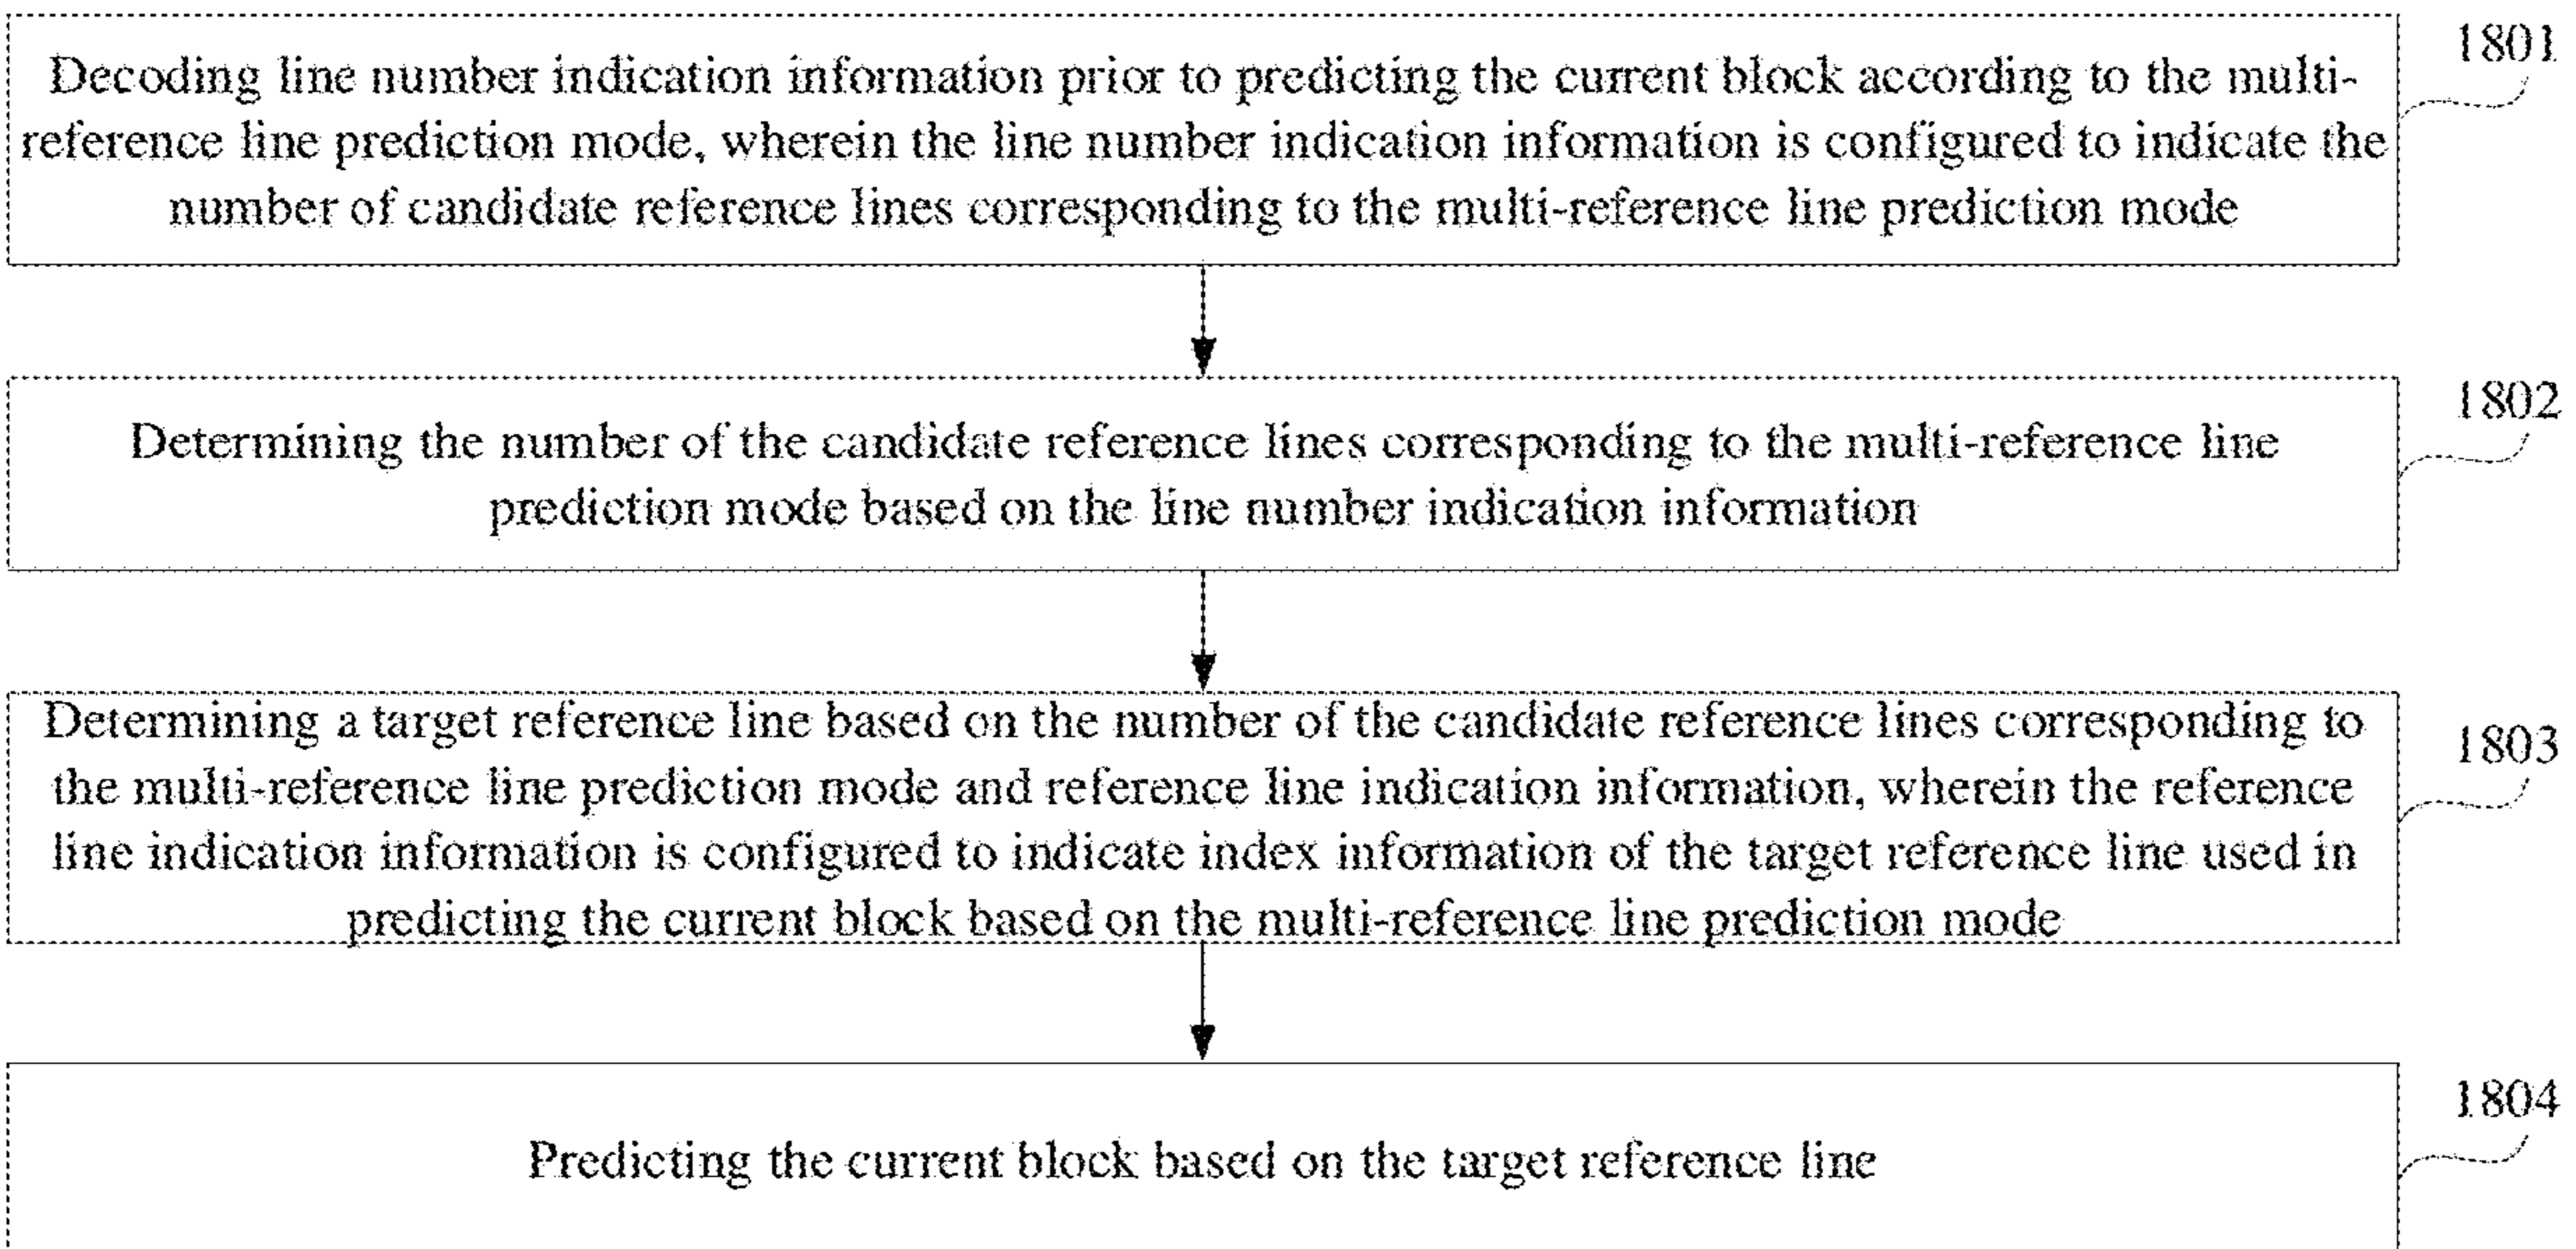 Decoding line number indication information prior to predicting the current block according to the multi-
reference line prediction mode, wherein the line number indication information is configured to indicate the
number of candidate reference lines corresponding to the multi-reference line prediction mode
1801
Determining the number of the candidate reference lines corresponding to the multi-reference line
prediction mode based on the line number indication information
1802
Determining a target reference line based on the number of the candidate reference lines corresponding to
the multi-reference line prediction mode and reference line indication information, wherein the reference
line indication information is configured to indicate index information of the target reference line used in
predicting the current block based on the multi-reference line prediction mode
1803
Predicting the current block based on the target reference line
1804